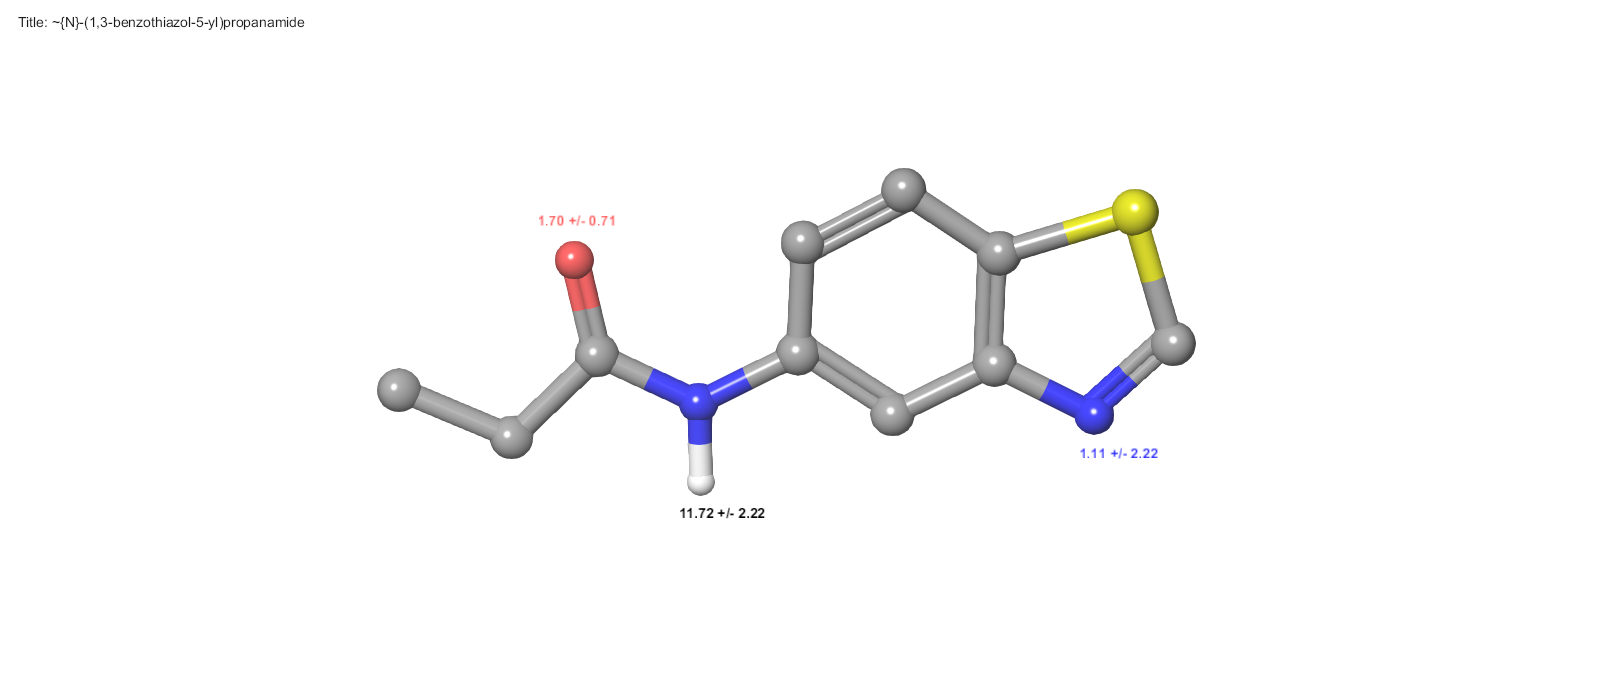 Title: ~{N}-(1,3-benzothiazol-5-yl)propanamide
1.70 +/- 0.71
1.11 +/- 2.22
11.72 +/- 2.22